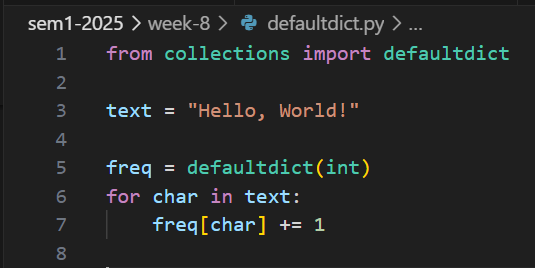 sem1-2025 > week-8 > defaultdict.py > ...
1 from collections import defaultdict
2
3 text = "Hello, World!"
4
5 freq = defaultdict(int)
6 for char in text:
7     freq[char] += 1
8